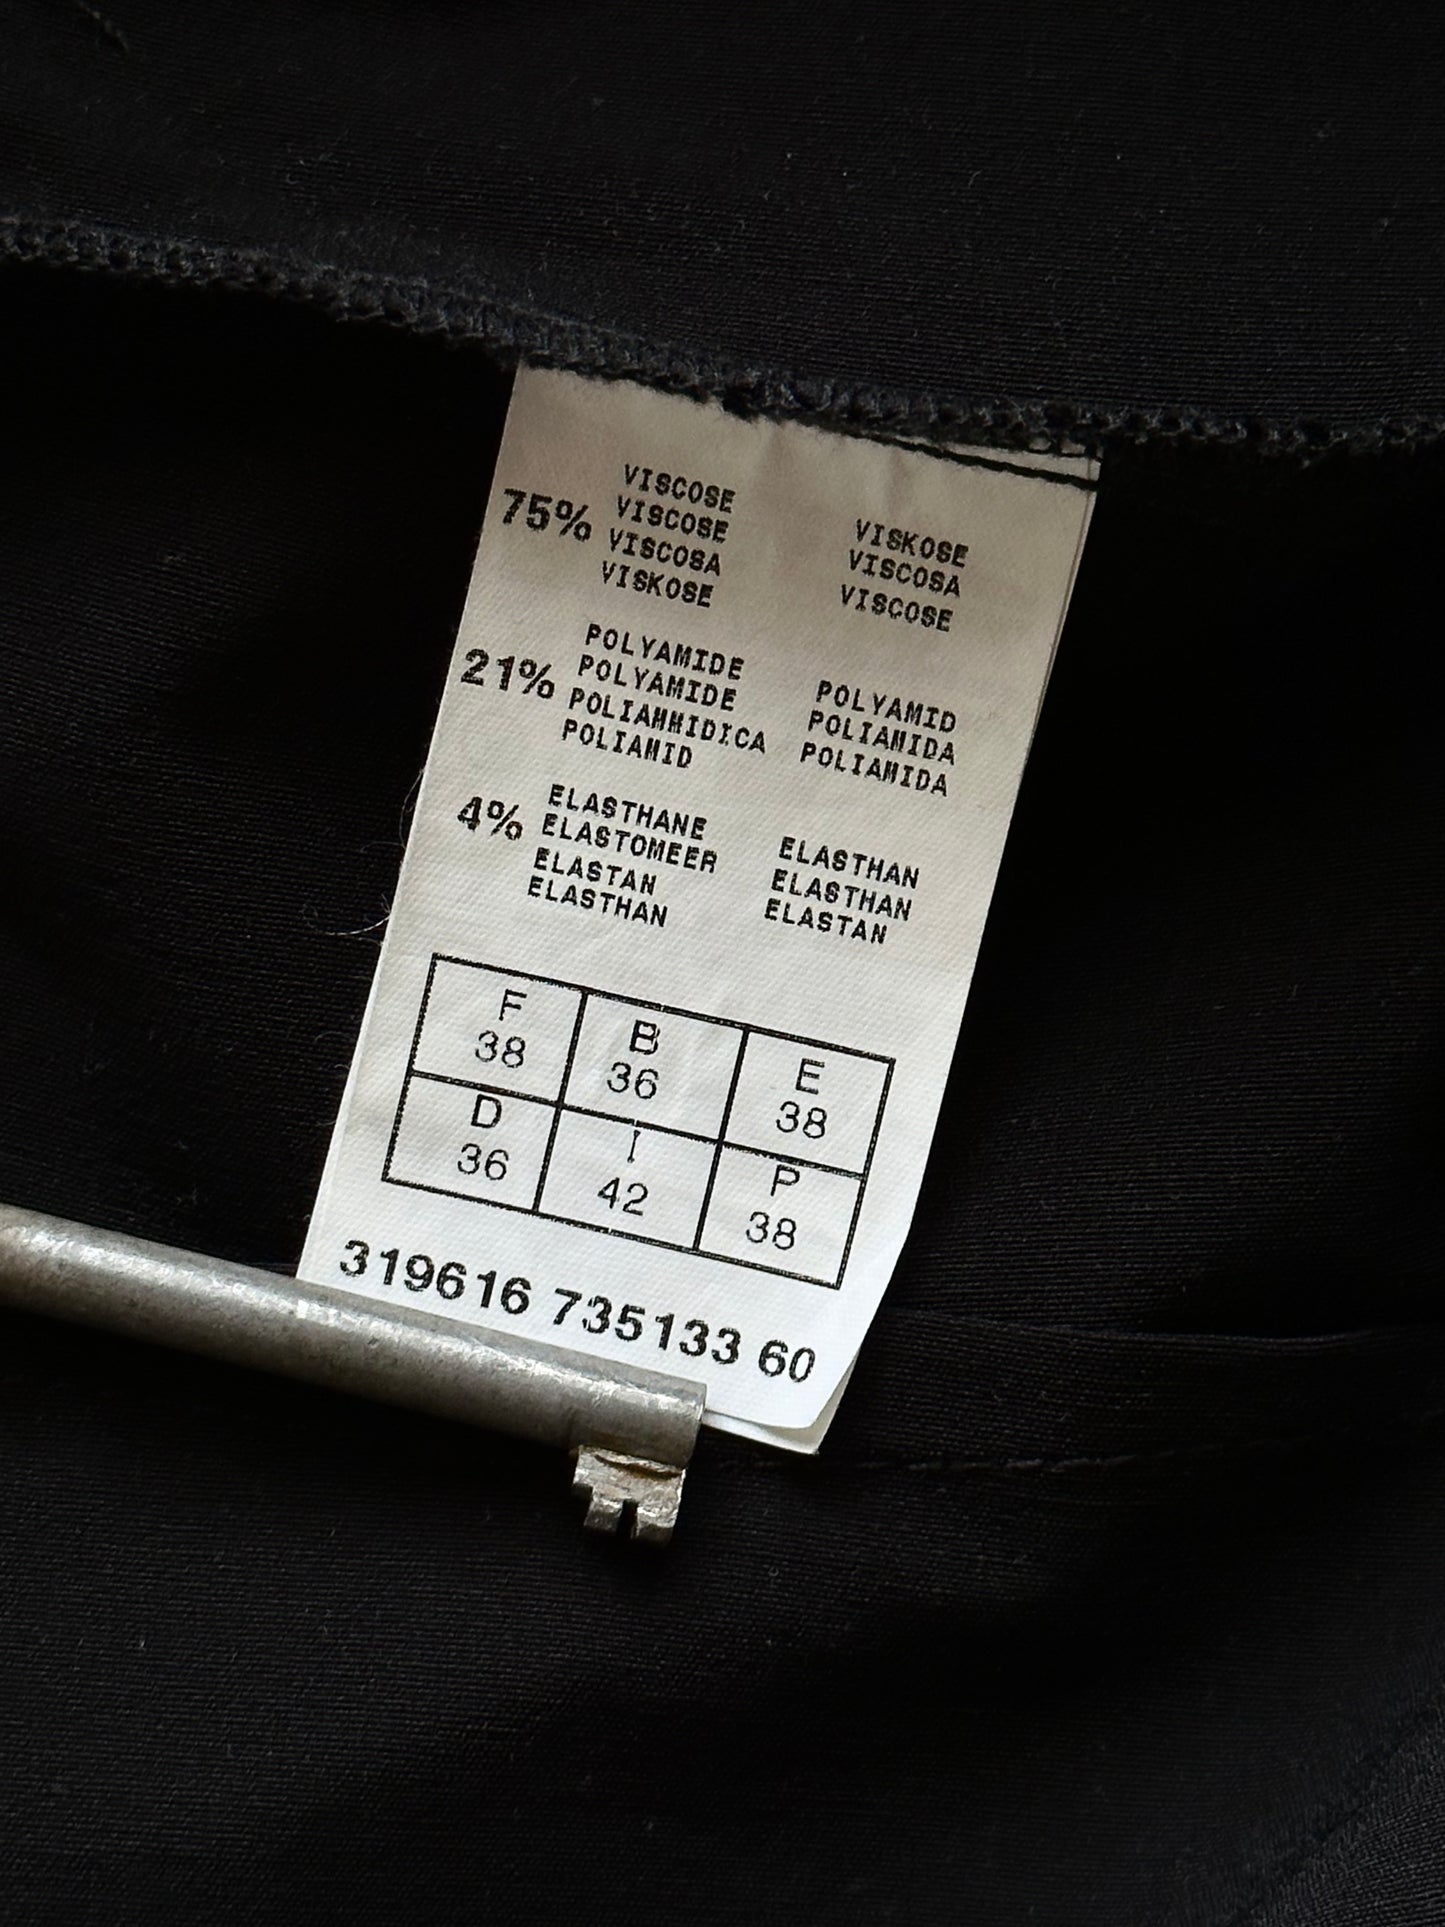 75% VISCOSE
VISCOSE VISKOSE
VISCOSA VISCOSA
VISKOSE VISCOSE
21% POLYAMIDE
POLYAMIDE POLYAMID
POLIAMMIDICA POLIAMIDA
POLIAMID POLIAMIDA
4% ELASTHANE
ELASTOMEER ELASTHAN
ELASTAN ELASTHAN
ELASTHAN ELASTAN
F B E
38 36 38
D I P
36 42 38
319616 735133 60